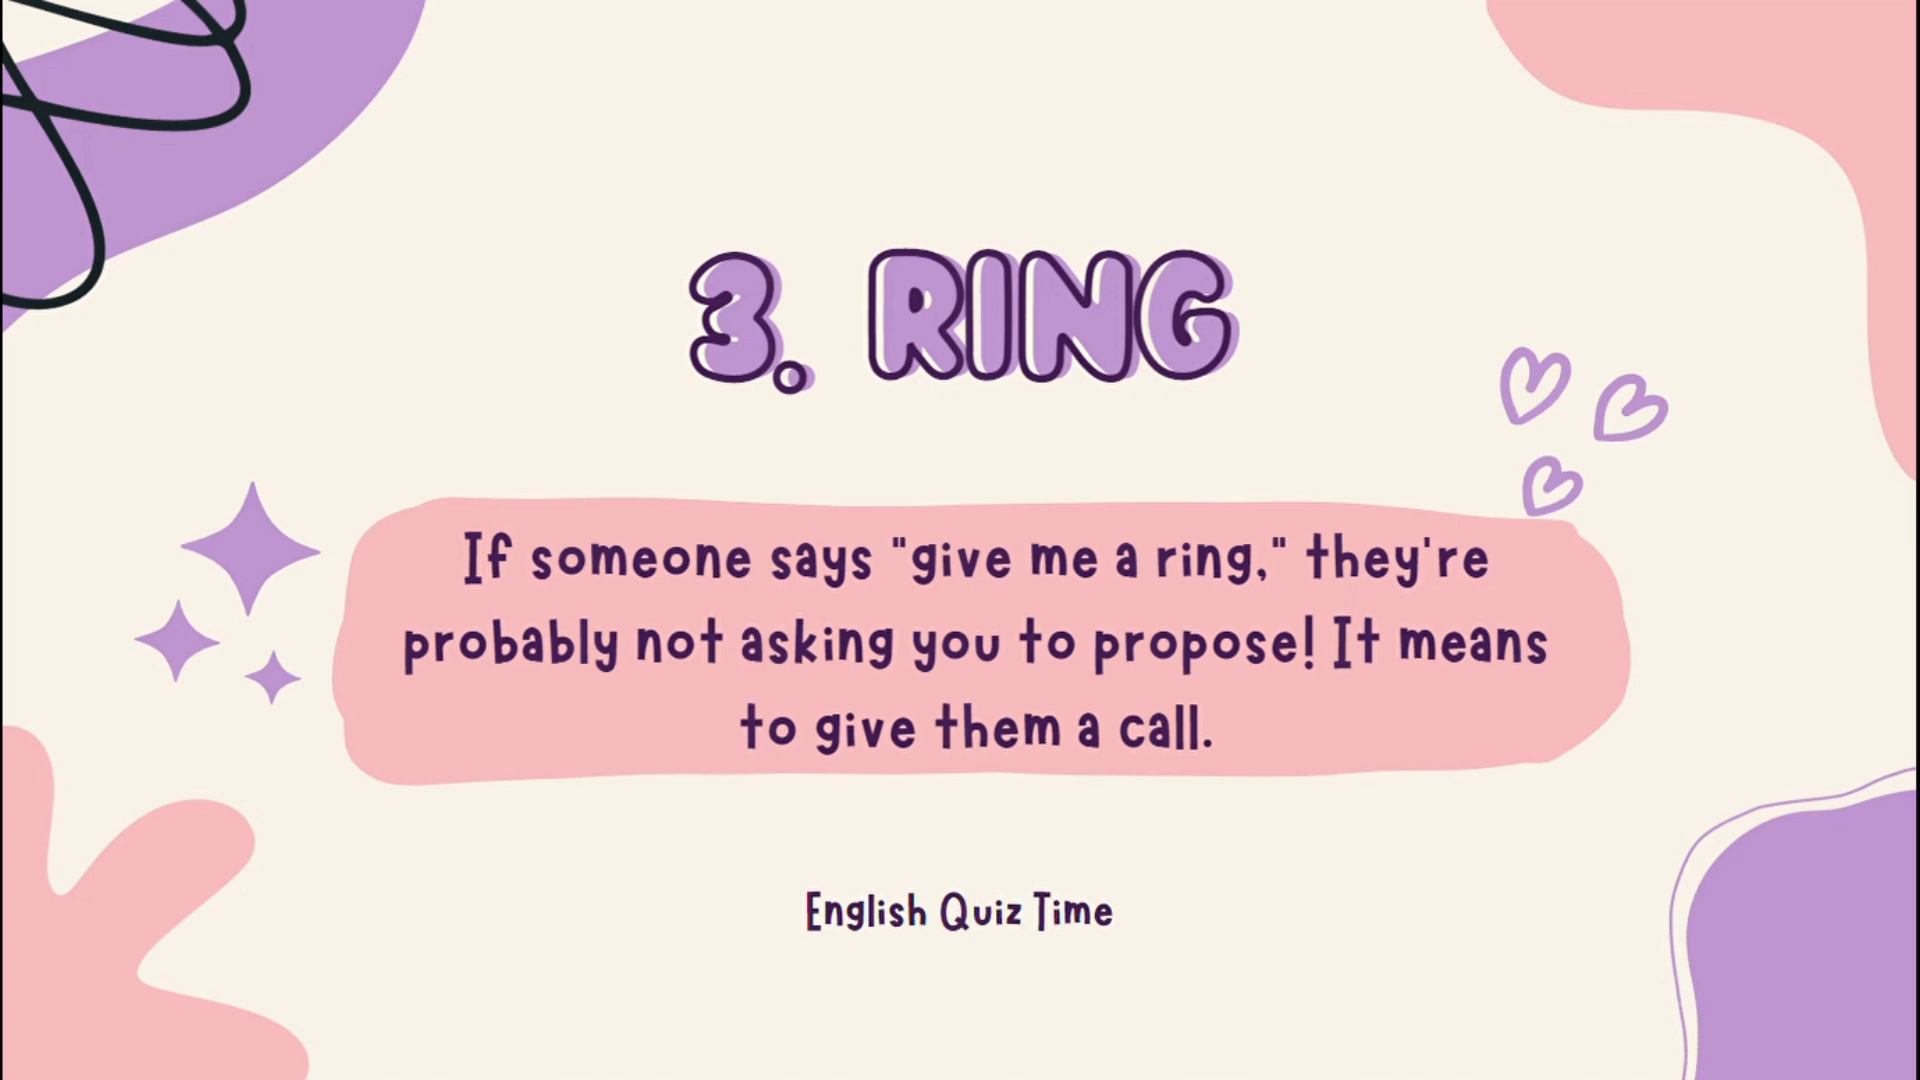 3. RING
If someone says "give me a ring," they're
probably not asking you to propose! It means
to give them a call.
English Quiz Time